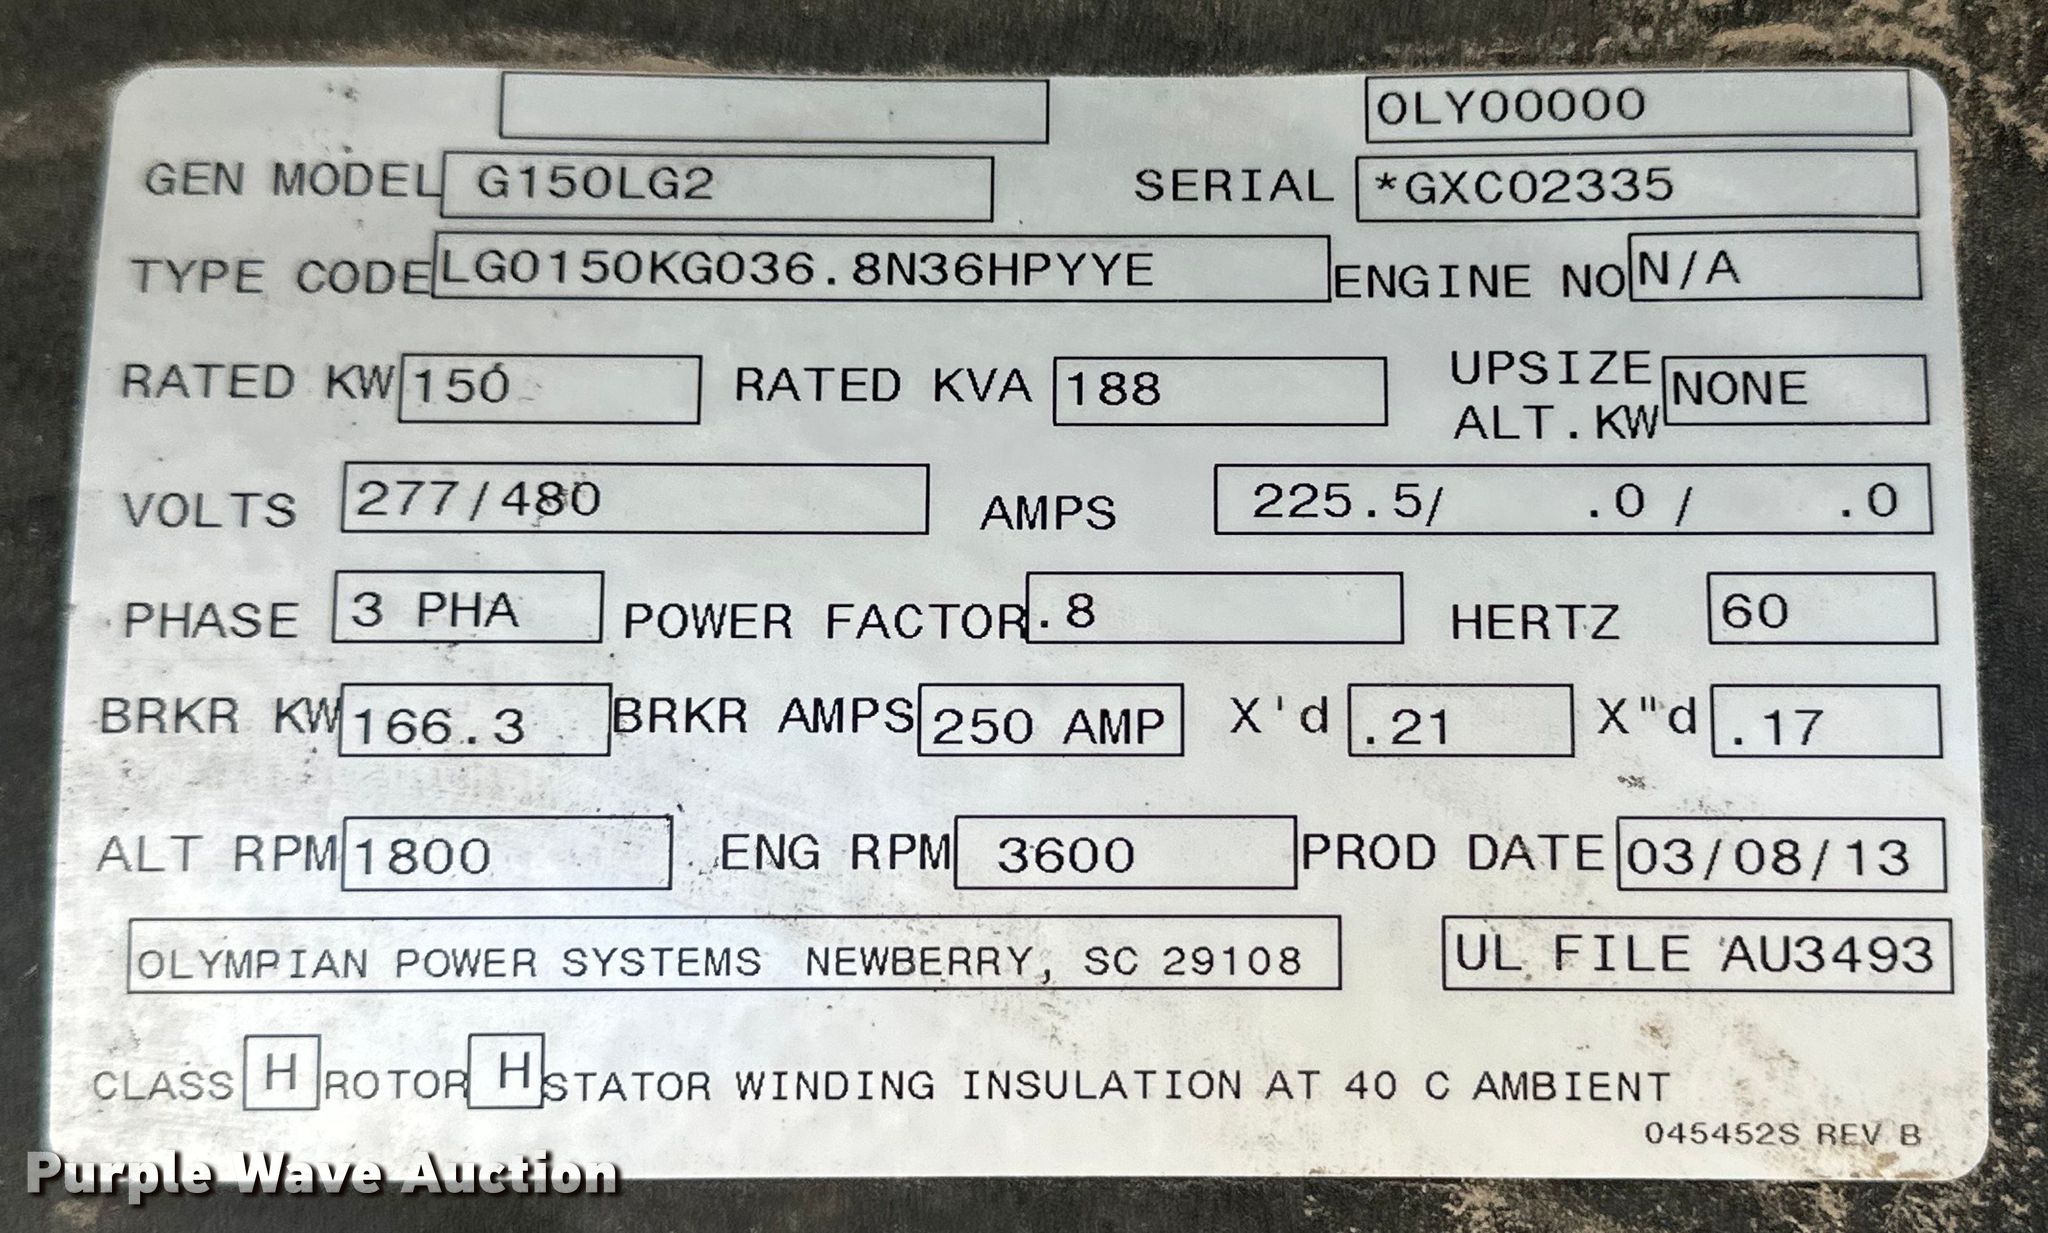 OLY00000
GEN MODEL G150LG2 SERIAL *GXC02335
TYPE CODE LG0150KG036.8N36HPYYE ENGINE NO N/A
RATED KW 150 RATED KVA 188 UPSIZE ALT.KW NONE
VOLTS 277/480 AMPS 225.5/ .0 / .0
PHASE 3 PHA POWER FACTOR .8 HERTZ 60
BRKR KW 166.3 BRKR AMPS 250 AMP X'd .21 X"d .17
ALT RPM 1800 ENG RPM 3600 PROD DATE 03/08/13
OLYMPIAN POWER SYSTEMS NEWBERRY, SC 29108 UL FILE AU3493
CLASS H ROTOR H STATOR WINDING INSULATION AT 40 C AMBIENT
045452S REV B
Purple Wave Auction